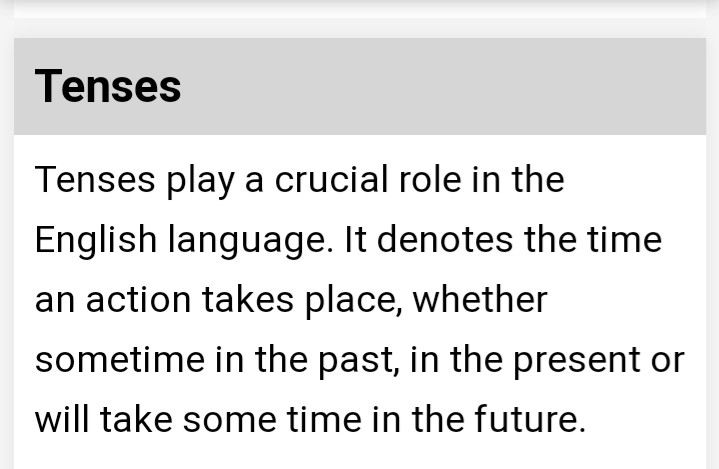 Tenses
Tenses play a crucial role in the
English language. It denotes the time
an action takes place, whether
sometime in the past, in the present or
will take some time in the future.